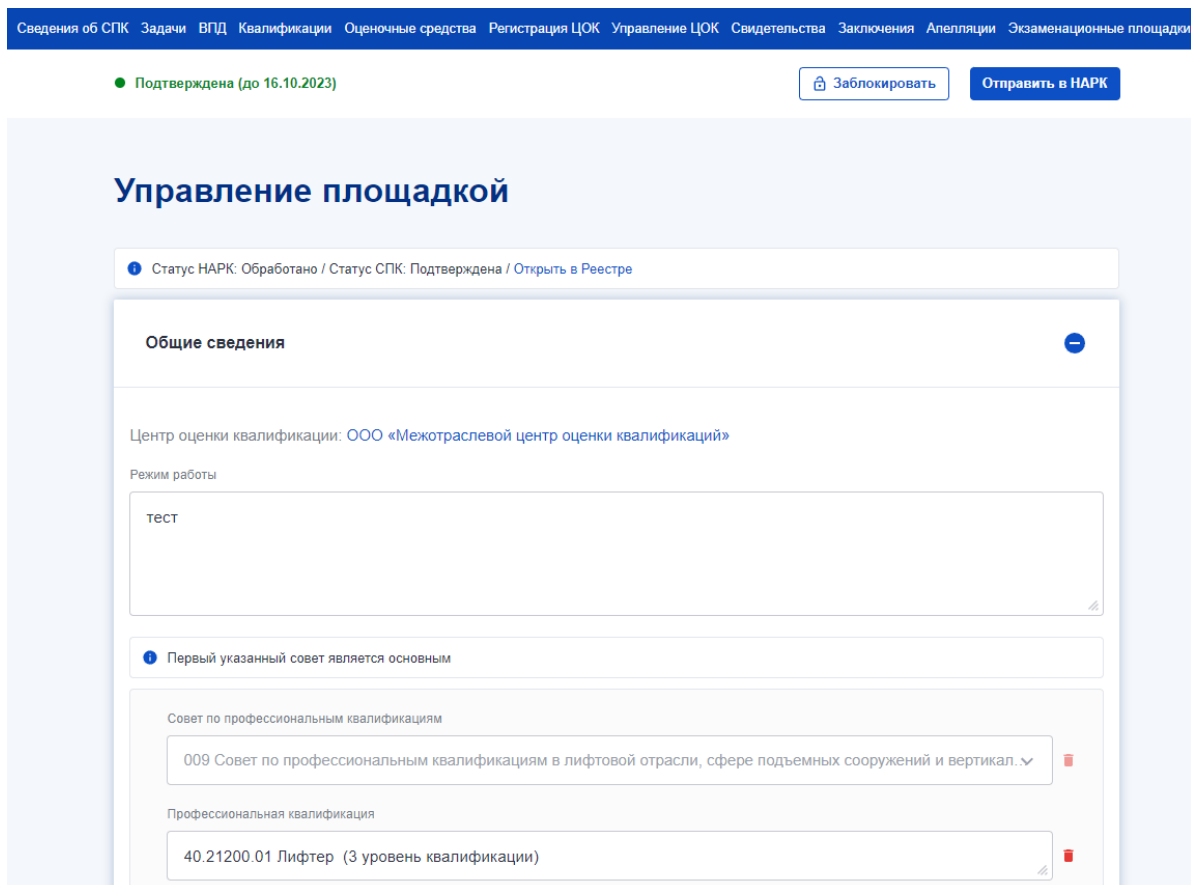 Сведения об СПК Задачи ВПД Квалификации Оценочные средства Регистрация ЦОК Управление ЦОК Свидетельства Заключения Апелляции Экзаменационные площадки
Подтверждена (до 16.10.2023) Заблокировать Отправить в НАРК
Управление площадкой
Статус НАРК: Обработано / Статус СПК: Подтверждена / Открыть в Реестре
Общие сведения
Центр оценки квалификации: ООО «Межотраслевой центр оценки квалификаций»
Режим работы
тест
Первый указанный совет является основным
Совет по профессиональным квалификациям
009 Совет по профессиональным квалификациям в лифтовой отрасли, сфере подъемных сооружений и вертикал...
Профессиональная квалификация
40.21200.01 Лифтер (3 уровень квалификации)